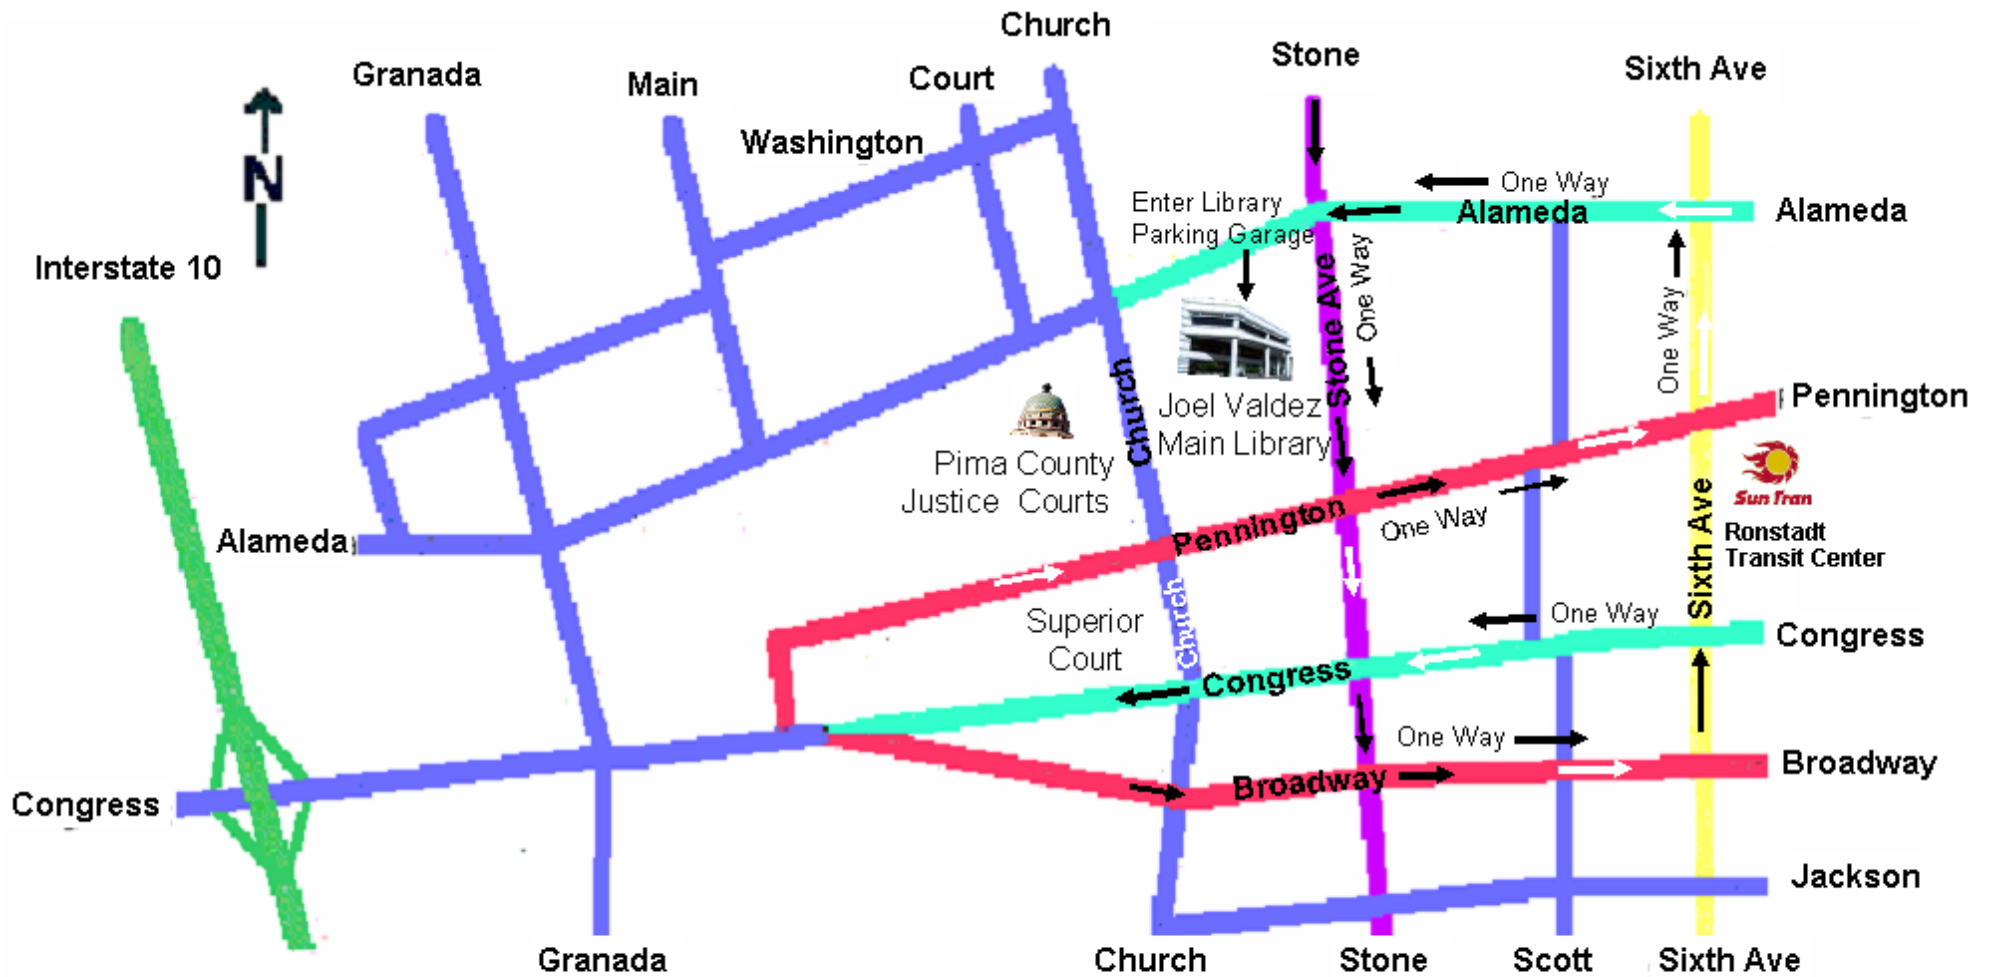 Church
Granada
Main
Court
Stone
Sixth Ave
Washington
N
One Way
Enter Library
Parking Garage
Alameda
Alameda
Interstate 10
Stone Ave
One Way
One Way
Church
Joel Valdez
Main Library
Pennington
Pima County
Justice Courts
Sun Tran
Ronstadt
Transit Center
Alameda
Pennington
One Way
Sixth Ave
Church
Superior
Court
One Way
Congress
Congress
One Way
Broadway
Broadway
Congress
Jackson
Granada
Church
Stone
Scott
Sixth Ave